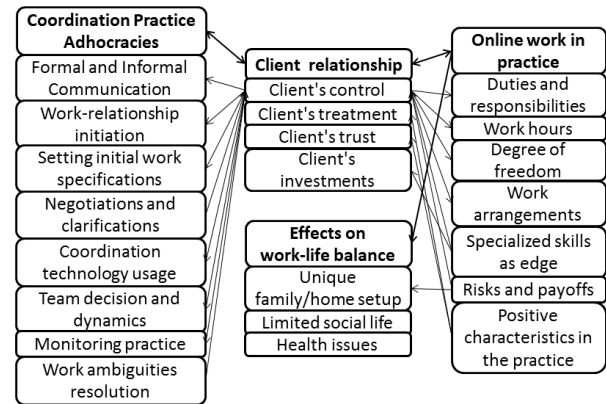 Coordination Practice
Adhocracies
Formal and Informal
Communication
Work-relationship
initiation
Setting initial work
specifications
Negotiations and
clarifications
Coordination
technology usage
Team decision and
dynamics
Monitoring practice
Work ambiguities
resolution
Client relationship
Client's control
Client's treatment
Client's trust
Client's
investments
Effects on
work-life balance
Unique
family/home setup
Limited social life
Health issues
Online work in
practice
Duties and
responsibilities
Work hours
Degree of
freedom
Work
arrangements
Specialized skills
as edge
Risks and payoffs
Positive
characteristics in
the practice